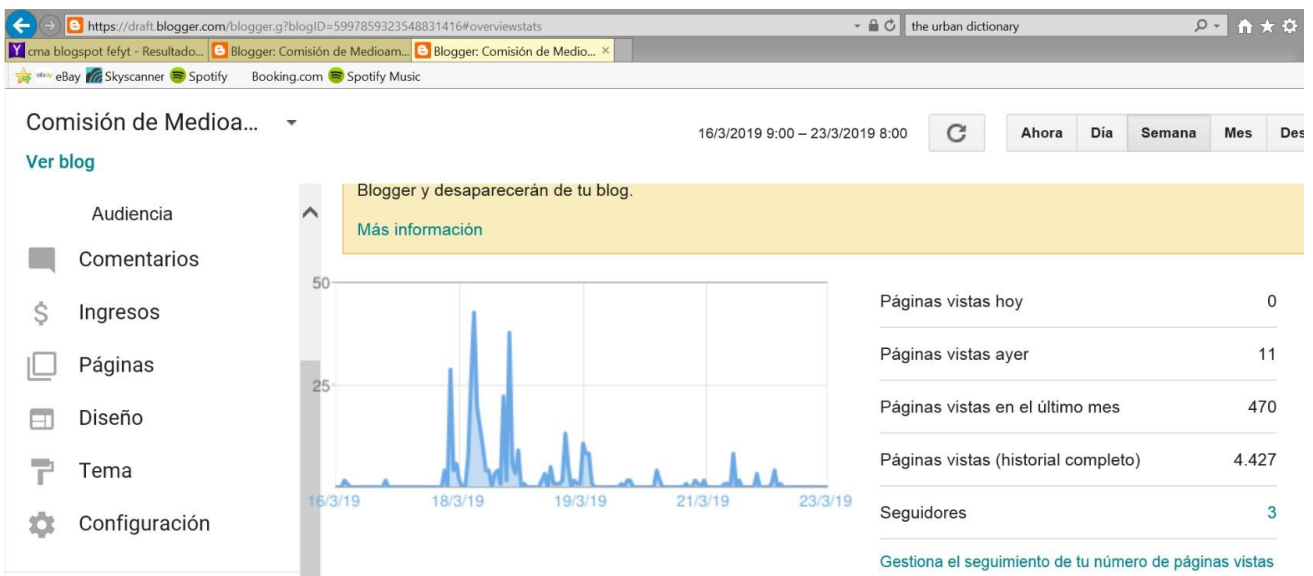 https://draft.blogger.com/blogger.g?blogID=5997859323548831416#overviewstats
the urban dictionary
cma blogspot fefyt - Resultado...
Blogger: Comisión de Medioam...
Blogger: Comisión de Medio... ×
eBay Skyscanner Spotify Booking.com Spotify Music
Comisión de Medioa...
16/3/2019 9:00 – 23/3/2019 8:00
Ahora Día Semana Mes Des
Ver blog
Blogger y desaparecerán de tu blog.
Más información
Audiencia
Comentarios
Ingresos
Páginas
Diseño
Tema
Configuración
50
25
16/3/19 18/3/19 19/3/19 21/3/19 23/3/19
Páginas vistas hoy 0
Páginas vistas ayer 11
Páginas vistas en el último mes 470
Páginas vistas (historial completo) 4.427
Seguidores 3
Gestiona el seguimiento de tu número de páginas vistas